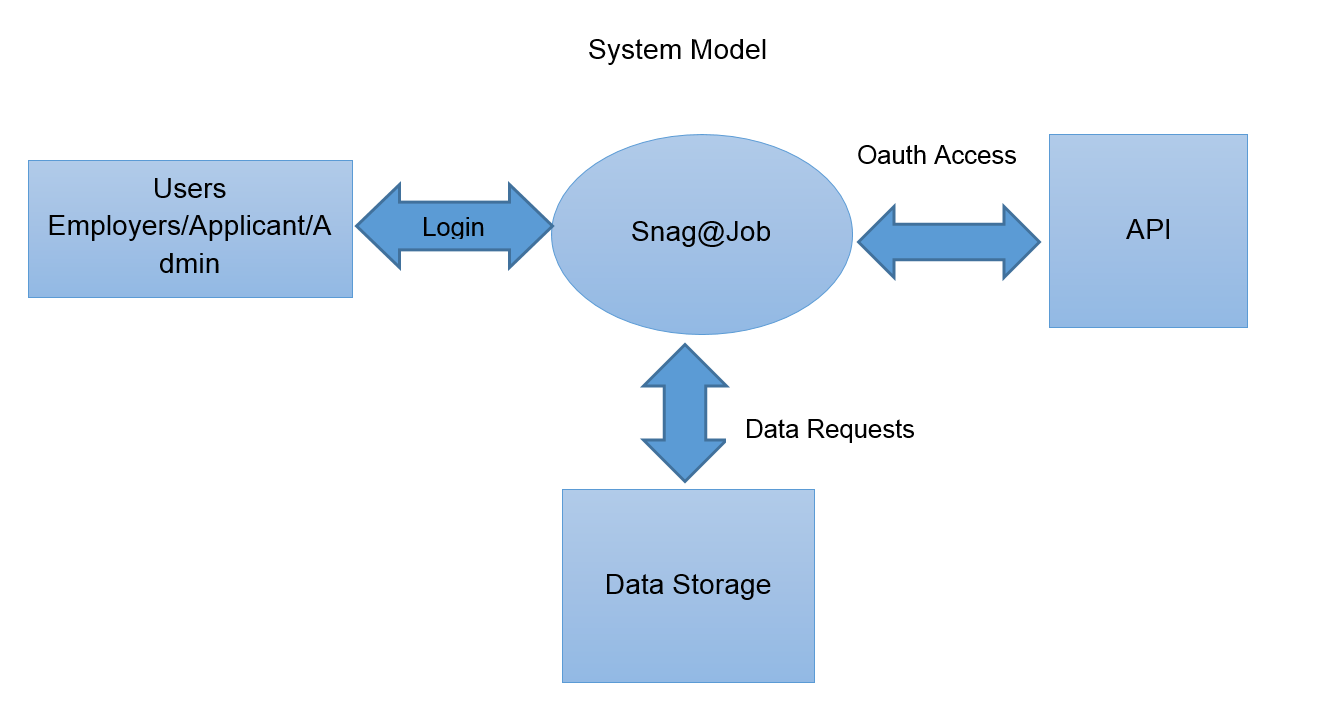 System Model
Users
Employers/Applicant/A
dmin
Login
Snag@Job
Oauth Access
API
Data Requests
Data Storage